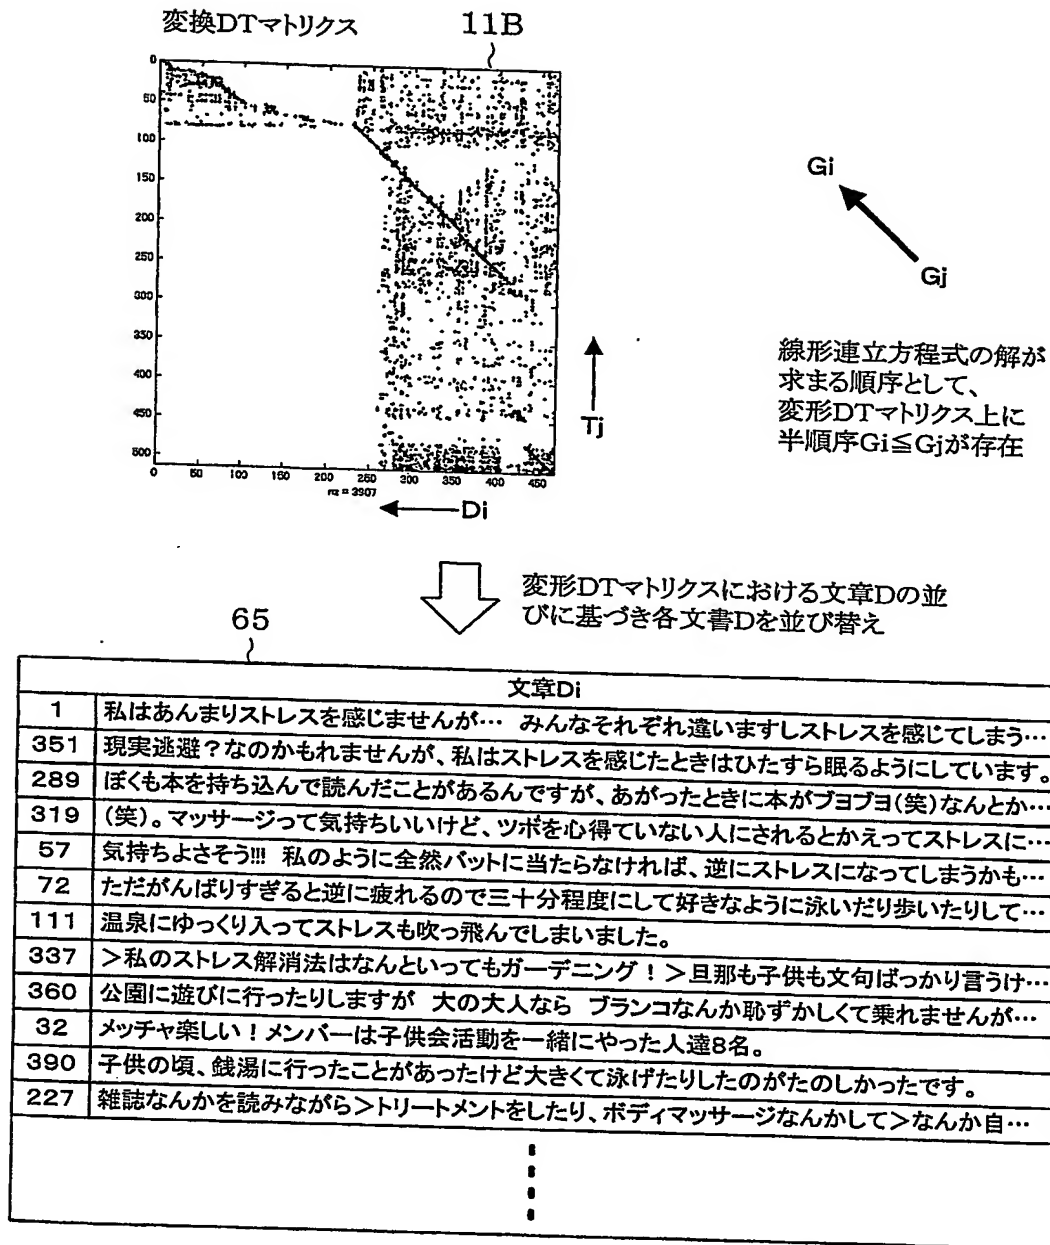 変換DTマトリクス
11B
0
50
100
150
200
250
300
350
400
450
500
0
50
100
150
200
250
300
350
400
450
nz = 3907
Di
Tj
Gi
Gj
線形連立方程式の解が
求まる順序として、
変形DTマトリクス上に
半順序Gi≦Gjが存在
変形DTマトリクスにおける文章Dの並
びに基づき各文書Dを並び替え
65
文章Di
1 私はあんまりストレスを感じませんが… みんなそれぞれ違いますしストレスを感じてしまう…
351 現実逃避？なのかもれませんが、私はストレスを感じたときはひたすら眠るようにしています。
289 ぼくも本を持ち込んで読んだことがあるんですが、あがったときに本がブヨブヨ(笑)なんとか…
319 (笑)。マッサージって気持ちいいけど、ツボを心得ていない人にされるとかえってストレスに…
57 気持ちよさそう!!! 私のように全然バットに当たらなければ、逆にストレスになってしまうかも…
72 ただがんばりすぎると逆に疲れるので三十分程度にして好きなように泳いだり歩いたりして…
111 温泉にゆっくり入ってストレスも吹っ飛んでしまいました。
337 ＞私のストレス解消法はなんといってもガーデニング！＞旦那も子供も文句ばっかり言うけ…
360 公園に遊びに行ったりしますが 大の大人なら ブランコなんか恥ずかしくて乗れませんが…
32 メッチャ楽しい！メンバーは子供会活動を一緒にやった人達8名。
390 子供の頃、銭湯に行ったことがあったけど大きくて泳げたりしたのがたのしかったです。
227 雑誌なんかを読みながら＞トリートメントをしたり、ボディマッサージなんかして＞なんか自…